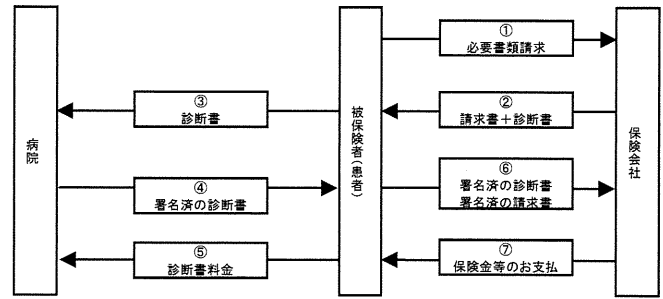 ①
必要書類請求
③
診断書
②
請求書＋診断書
病院
被保険者（患者）
保険会社
④
署名済の診断書
⑥
署名済の診断書
署名済の請求書
⑤
診断書料金
⑦
保険金等のお支払